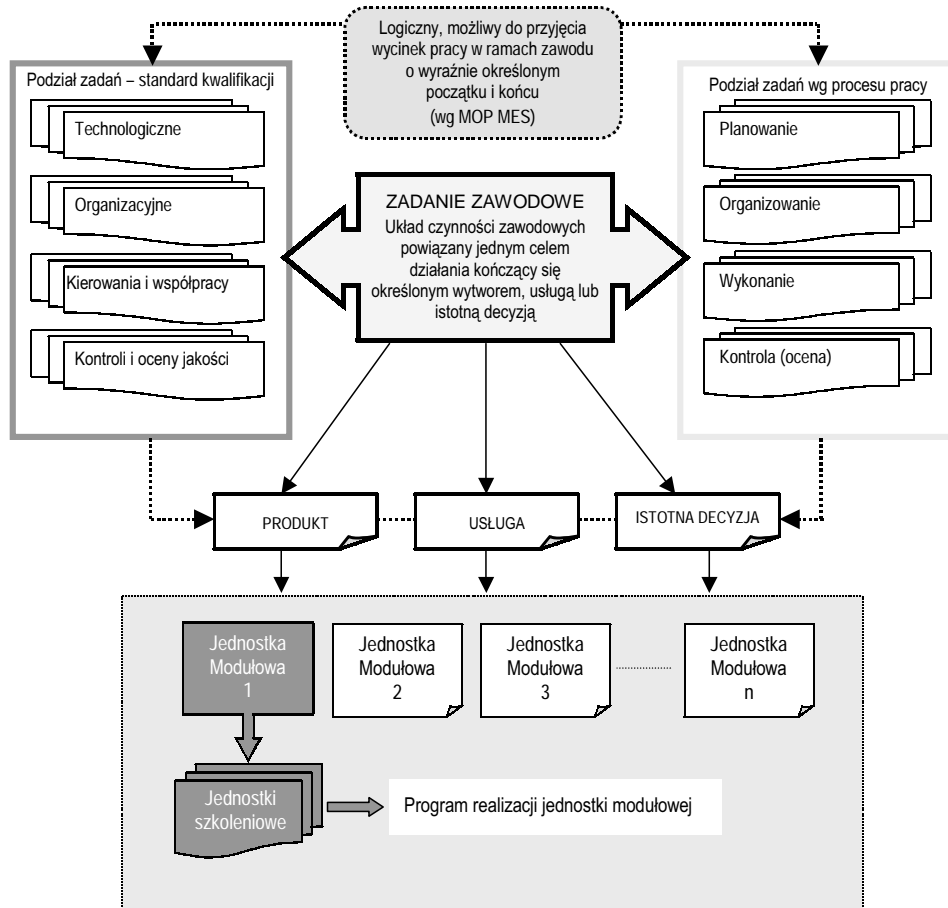 Logiczny, możliwy do przyjęcia
wycinek pracy w ramach zawodu
o wyraźnie określonym
początku i końcu
(wg MOP MES)
Podział zadań – standard kwalifikacji
Technologiczne
Organizacyjne
Kierowania i współpracy
Kontroli i oceny jakości
ZADANIE ZAWODOWE
Układ czynności zawodowych
powiązany jednym celem
działania kończący się
określonym wytworem, usługą lub
istotną decyzją
Podział zadań wg procesu pracy
Planowanie
Organizowanie
Wykonanie
Kontrola (ocena)
PRODUKT
USŁUGA
ISTOTNA DECYZJA
Jednostka
Modułowa
1
Jednostka
Modułowa
2
Jednostka
Modułowa
3
Jednostka
Modułowa
n
Jednostki
szkoleniowe
Program realizacji jednostki modułowej